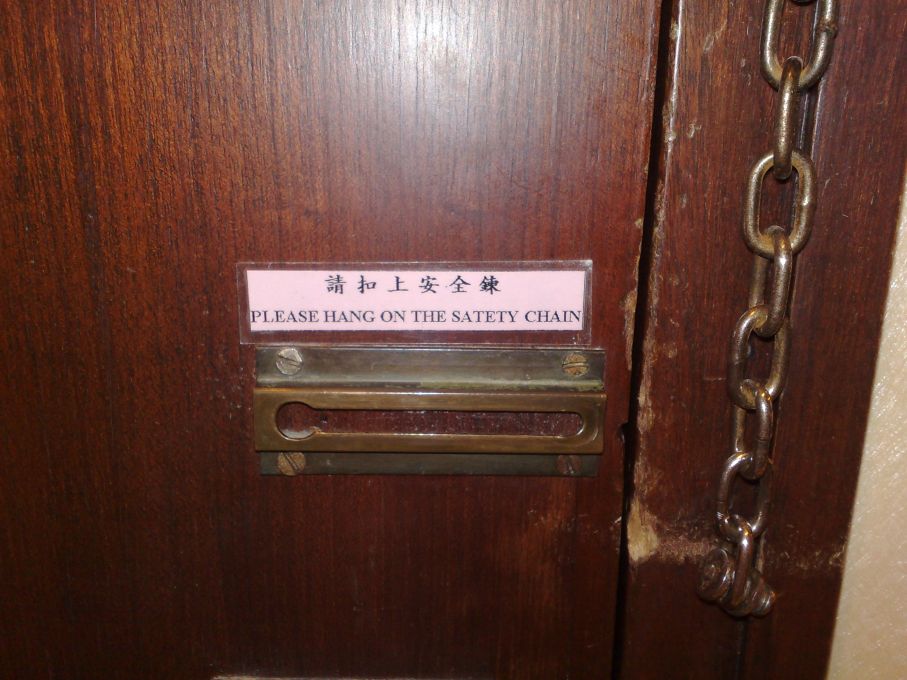 請扣上安全鍊
PLEASE HANG ON THE SATETY CHAIN